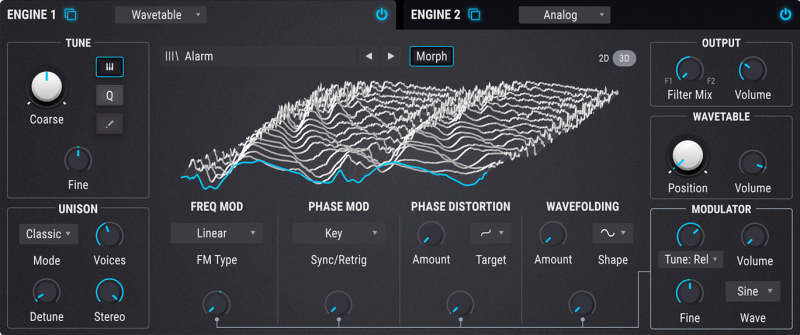 ENGINE 1 Wavetable ENGINE 2 Analog
TUNE
Coarse
Q
Fine
Alarm Morph 2D 3D
OUTPUT
F1 F2
Filter Mix Volume
WAVETABLE
Position Volume
UNISON
Classic
Mode Voices
Detune Stereo
FREQ MOD PHASE MOD PHASE DISTORTION WAVEFOLDING
Linear Key
FM Type Sync/Retrig Amount Target Amount Shape
MODULATOR
Tune: Rel Volume
Sine
Fine Wave